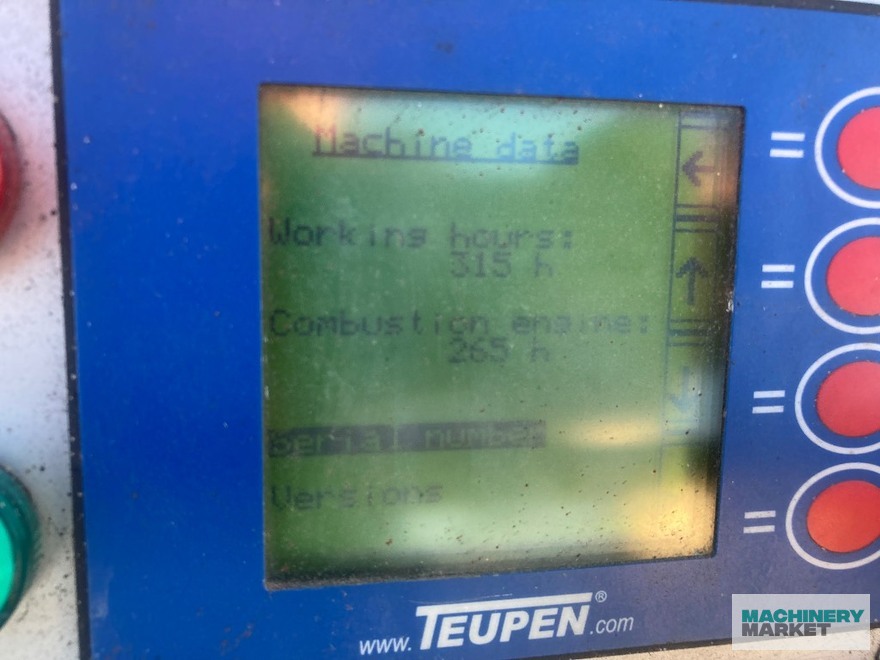 Machine data
Working hours:
315 h
Combustion engine:
265 h
Serial number
Versions
www.TEUPEN®.com
MACHINERY
MARKET